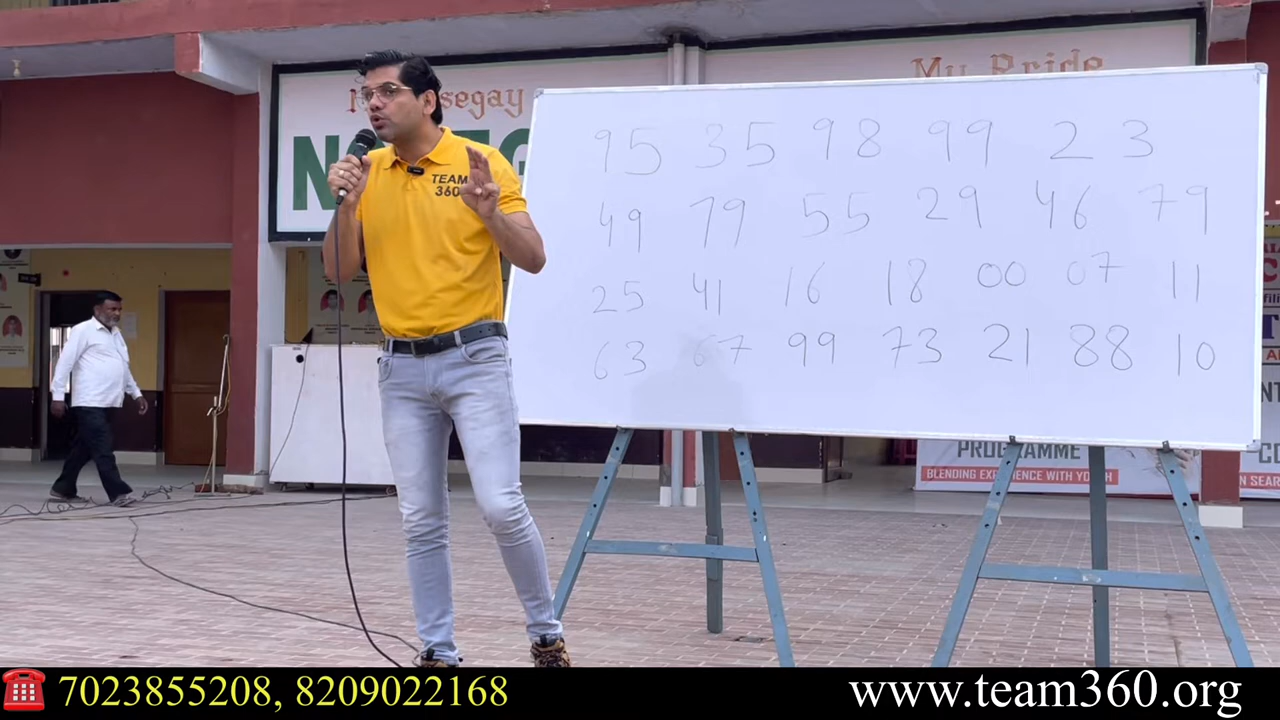 My Pride
segay
TEAM
360
95 35 98 99 23
49 79 55 29 46 79
25 41 16 18 00 07 11
63 67 99 73 21 88 10
PROGRAMME
BLENDING EXPERIENCE WITH YOUTH
7023855208, 8209022168
www.team360.org